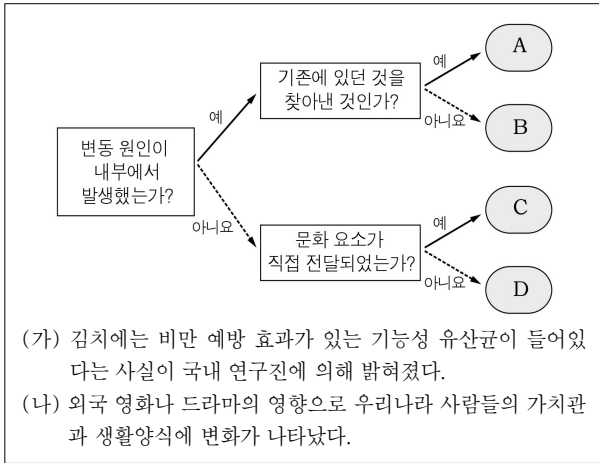 변동 원인이
내부에서
발생했는가?
예
아니요
기존에 있던 것을
찾아낸 것인가?
예
아니요
A
B
문화 요소가
직접 전달되었는가?
예
아니요
C
D
(가) 김치에는 비만 예방 효과가 있는 기능성 유산균이 들어있
다는 사실이 국내 연구진에 의해 밝혀졌다.
(나) 외국 영화나 드라마의 영향으로 우리나라 사람들의 가치관
과 생활양식에 변화가 나타났다.